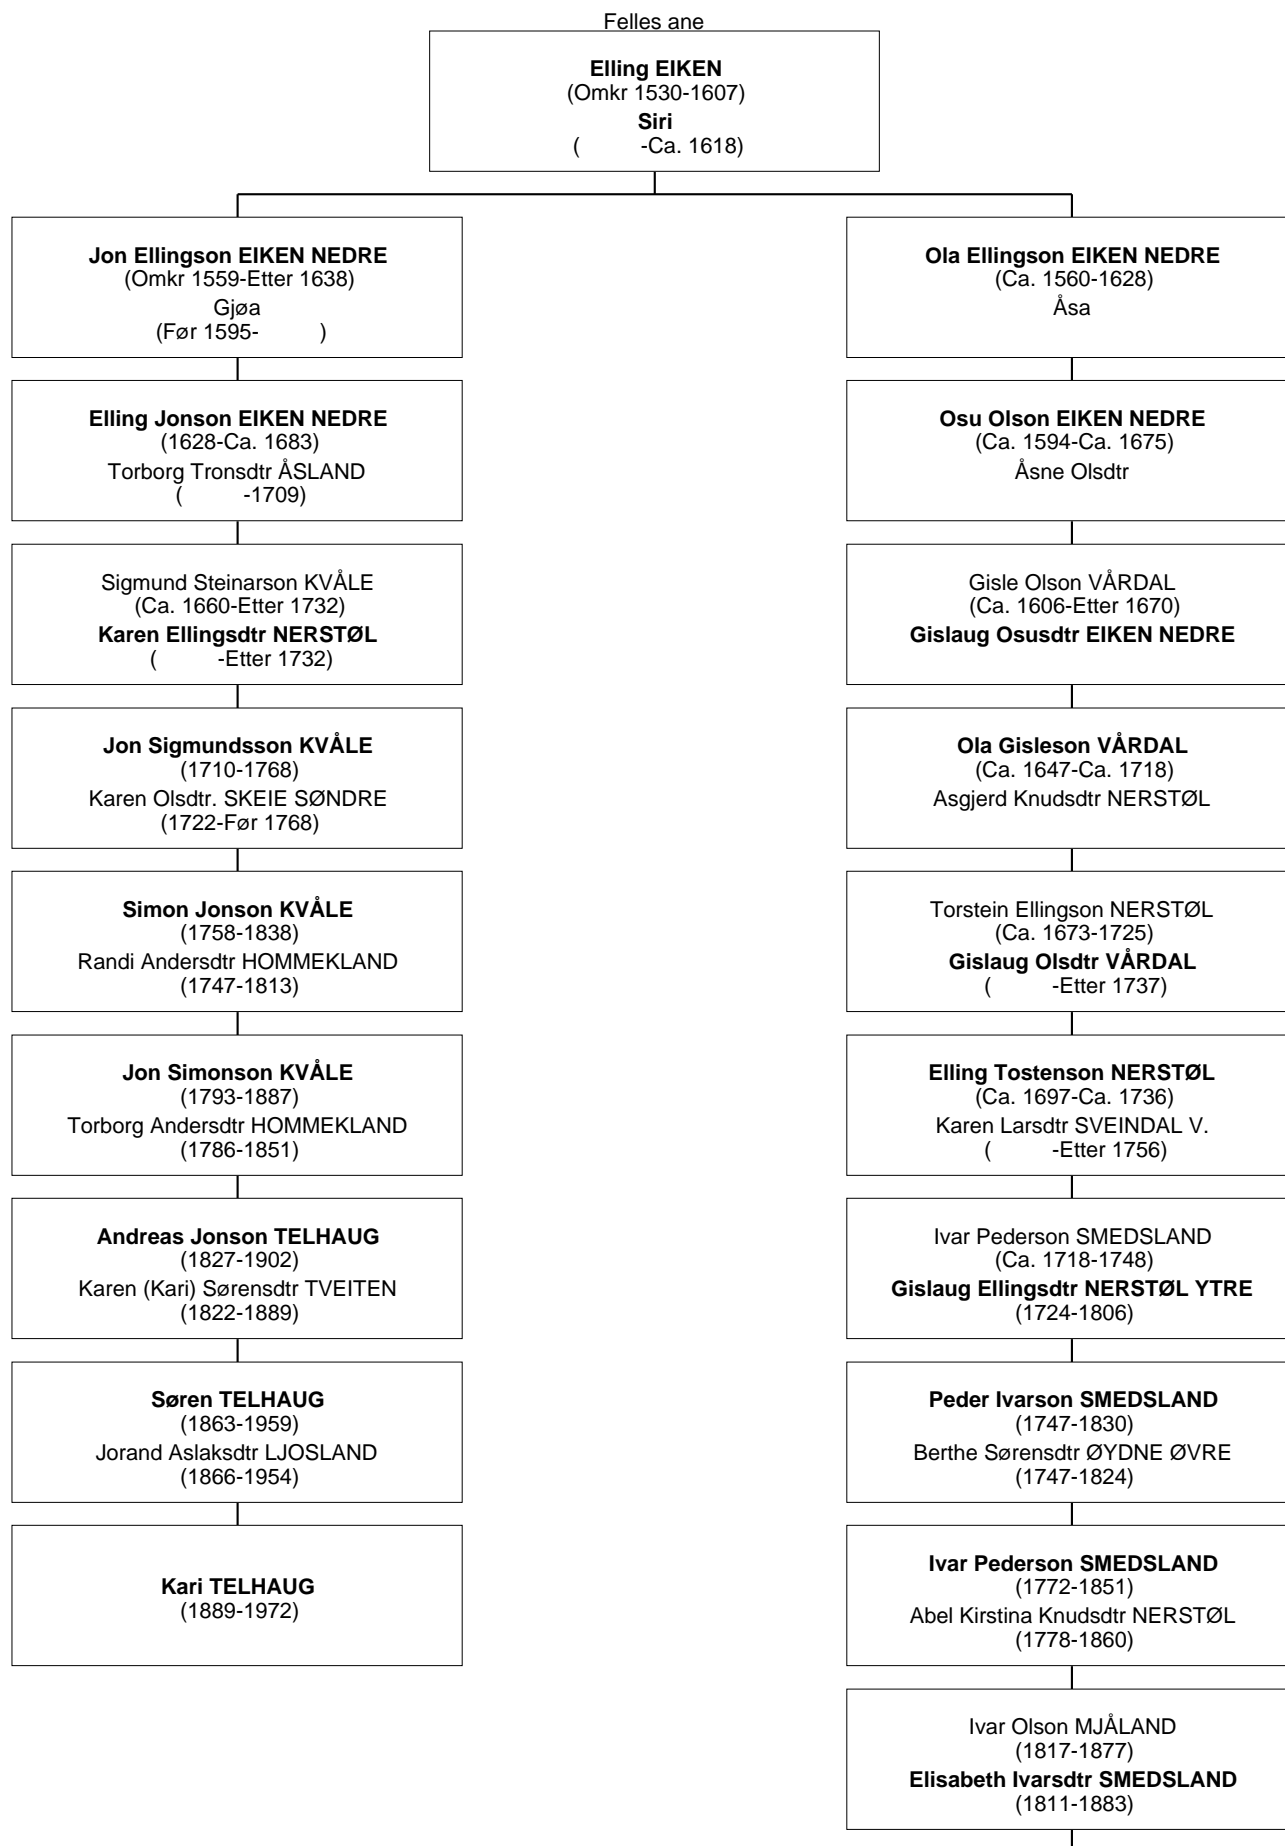 Felles ane
Elling EIKEN
(Omkr 1530-1607)
Siri
( -Ca. 1618)
Jon Ellingson EIKEN NEDRE
(Omkr 1559-Etter 1638)
Gjøa
(Før 1595- )
Elling Jonson EIKEN NEDRE
(1628-Ca. 1683)
Torborg Tronsdtr ÅSLAND
( -1709)
Sigmund Steinarson KVÅLE
(Ca. 1660-Etter 1732)
Karen Ellingsdtr NERSTØL
( -Etter 1732)
Jon Sigmundsson KVÅLE
(1710-1768)
Karen Olsdtr. SKEIE SØNDRE
(1722-Før 1768)
Simon Jonson KVÅLE
(1758-1838)
Randi Andersdtr HOMMEKLAND
(1747-1813)
Jon Simonson KVÅLE
(1793-1887)
Torborg Andersdtr HOMMEKLAND
(1786-1851)
Andreas Jonson TELHAUG
(1827-1902)
Karen (Kari) Sørensdtr TVEITEN
(1822-1889)
Søren TELHAUG
(1863-1959)
Jorand Aslaksdtr LJOSLAND
(1866-1954)
Kari TELHAUG
(1889-1972)
Ola Ellingson EIKEN NEDRE
(Ca. 1560-1628)
Åsa
Osu Olson EIKEN NEDRE
(Ca. 1594-Ca. 1675)
Åsne Olsdtr
Gisle Olson VÅRDAL
(Ca. 1606-Etter 1670)
Gislaug Osusdtr EIKEN NEDRE
Ola Gisleson VÅRDAL
(Ca. 1647-Ca. 1718)
Asgjerd Knudsdtr NERSTØL
Torstein Ellingson NERSTØL
(Ca. 1673-1725)
Gislaug Olsdtr VÅRDAL
( -Etter 1737)
Elling Tostenson NERSTØL
(Ca. 1697-Ca. 1736)
Karen Larsdtr SVEINDAL V.
( -Etter 1756)
Ivar Pederson SMEDSLAND
(Ca. 1718-1748)
Gislaug Ellingsdtr NERSTØL YTRE
(1724-1806)
Peder Ivarson SMEDSLAND
(1747-1830)
Berthe Sørensdtr ØYDNE ØVRE
(1747-1824)
Ivar Pederson SMEDSLAND
(1772-1851)
Abel Kirstina Knudsdtr NERSTØL
(1778-1860)
Ivar Olson MJÅLAND
(1817-1877)
Elisabeth Ivarsdtr SMEDSLAND
(1811-1883)